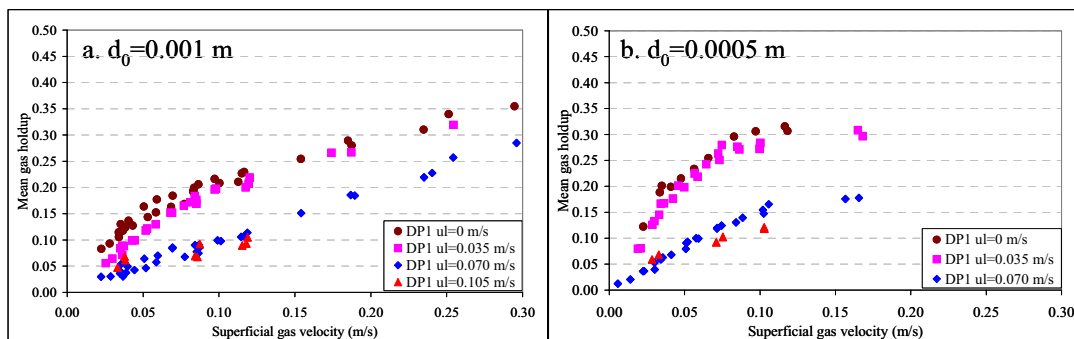 a. d0=0.001 m
Mean gas holdup
0.50
0.45
0.40
0.35
0.30
0.25
0.20
0.15
0.10
0.05
0.00
0.00 0.05 0.10 0.15 0.20 0.25 0.30
Superficial gas velocity (m/s)
DP1 ul=0 m/s
DP1 ul=0.035 m/s
DP1 ul=0.070 m/s
DP1 ul=0.105 m/s
b. d0=0.0005 m
Mean gas holdup
0.50
0.45
0.40
0.35
0.30
0.25
0.20
0.15
0.10
0.05
0.00
0.00 0.05 0.10 0.15 0.20 0.25 0.30
Superficial gas velocity (m/s)
DP1 ul=0 m/s
DP1 ul=0.035 m/s
DP1 ul=0.070 m/s